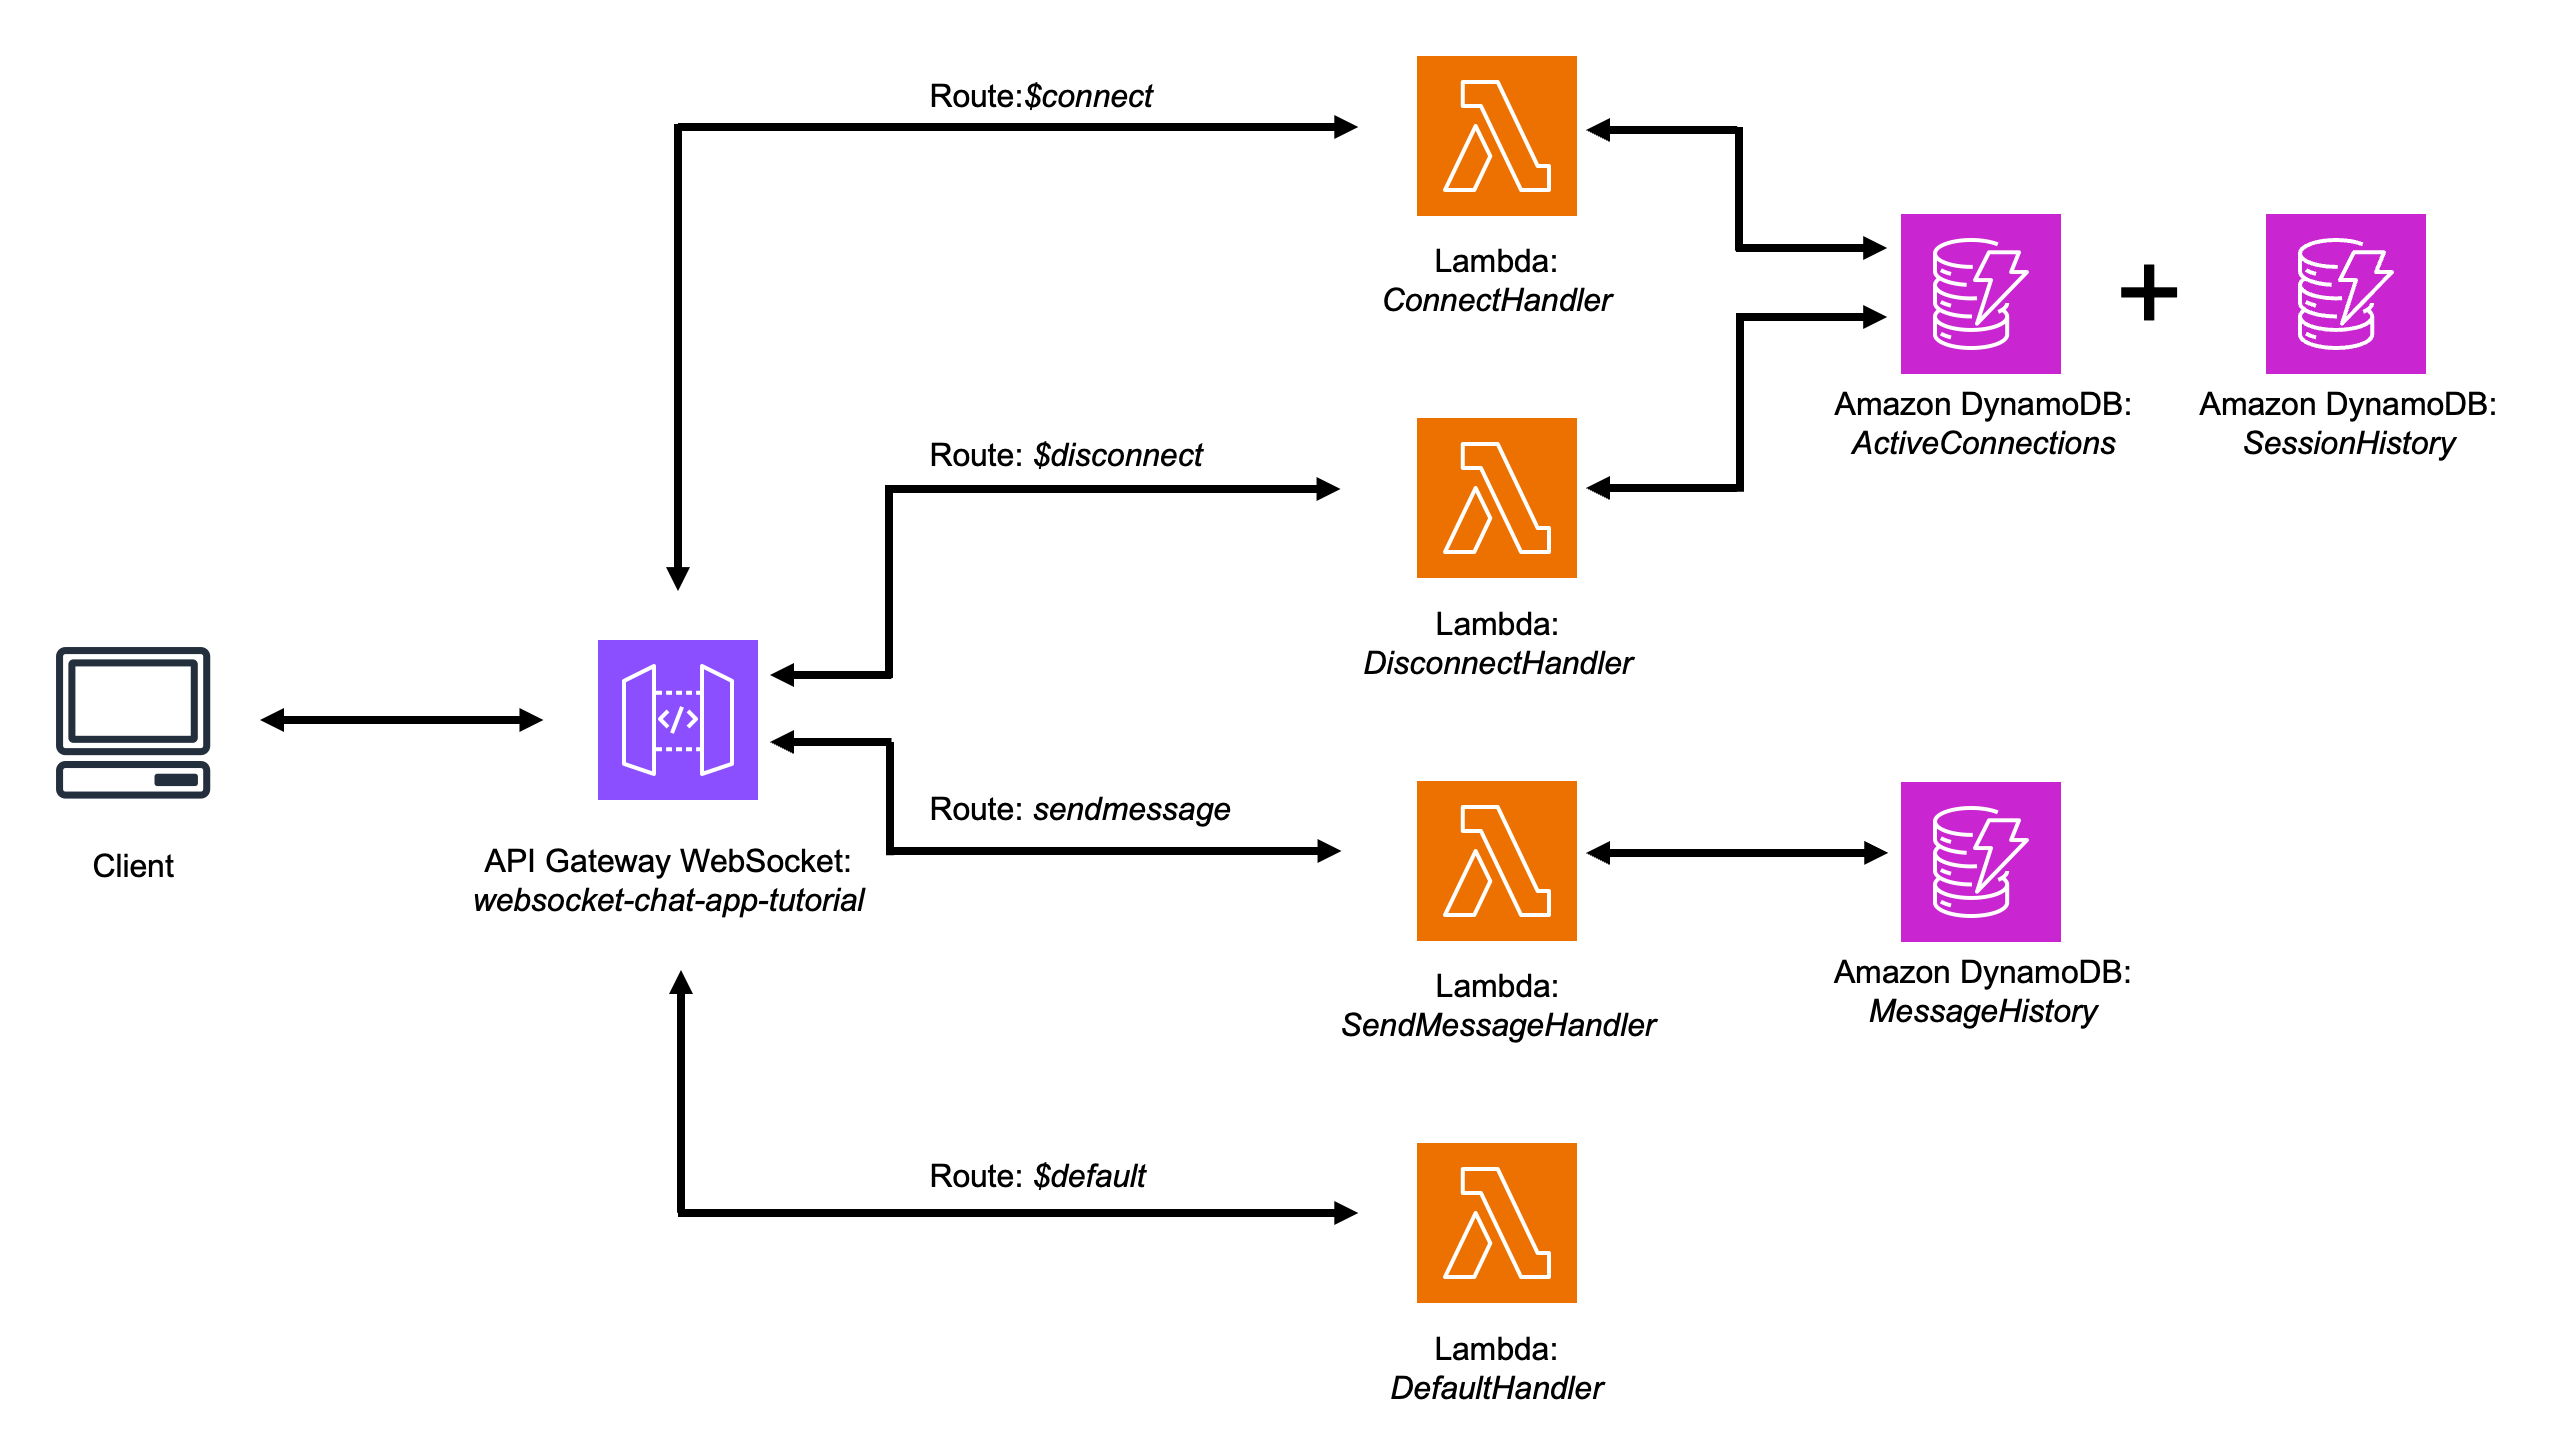 Route:$connect
Lambda:
ConnectHandler
Amazon DynamoDB:
ActiveConnections
Amazon DynamoDB:
SessionHistory
Route: $disconnect
Lambda:
DisconnectHandler
Client
API Gateway WebSocket:
websocket-chat-app-tutorial
</>
Route: sendmessage
Lambda:
SendMessageHandler
Amazon DynamoDB:
MessageHistory
Route: $default
Lambda:
DefaultHandler